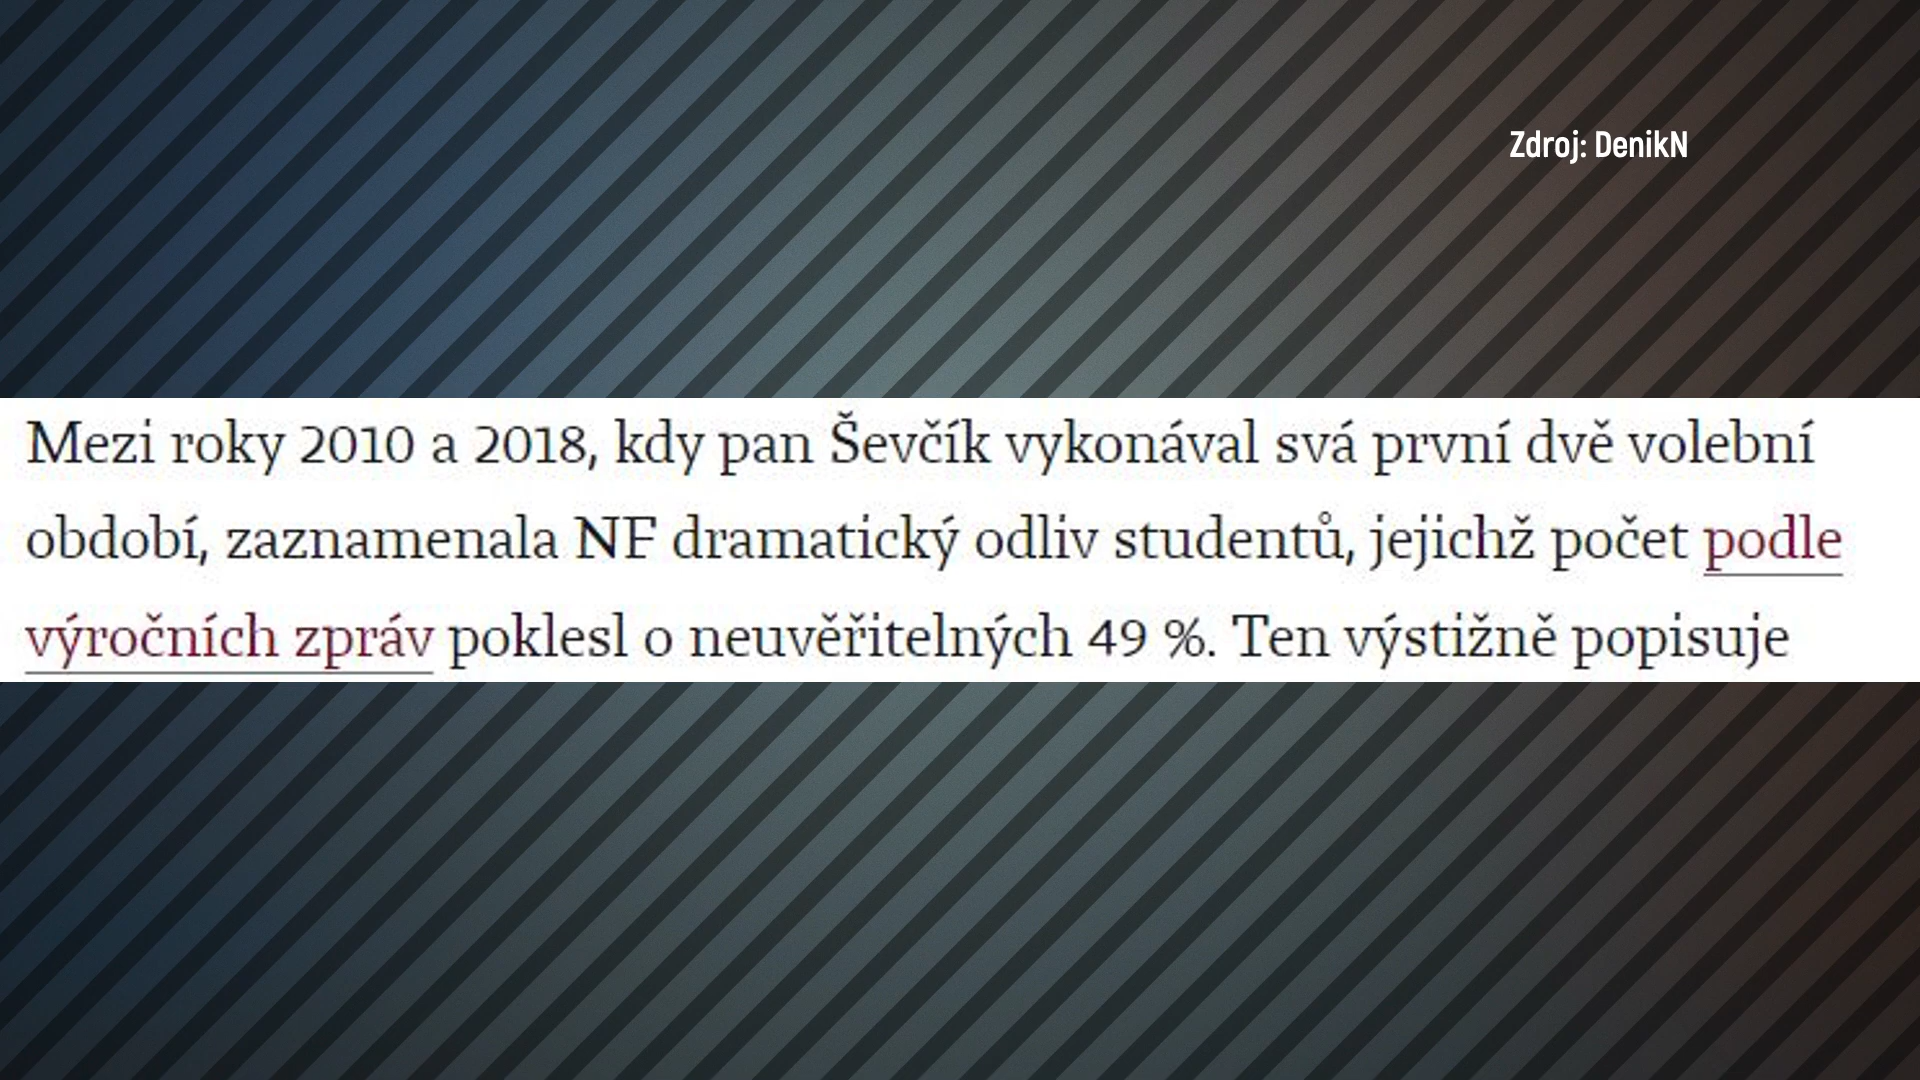 Zdroj: DenikN
Mezi roky 2010 a 2018, kdy pan Ševčík vykonával svá první dvě volební
období, zaznamenala NF dramatický odliv studentů, jejichž počet podle
výročních zpráv poklesl o neuvěřitelných 49 %. Ten výstižně popisuje